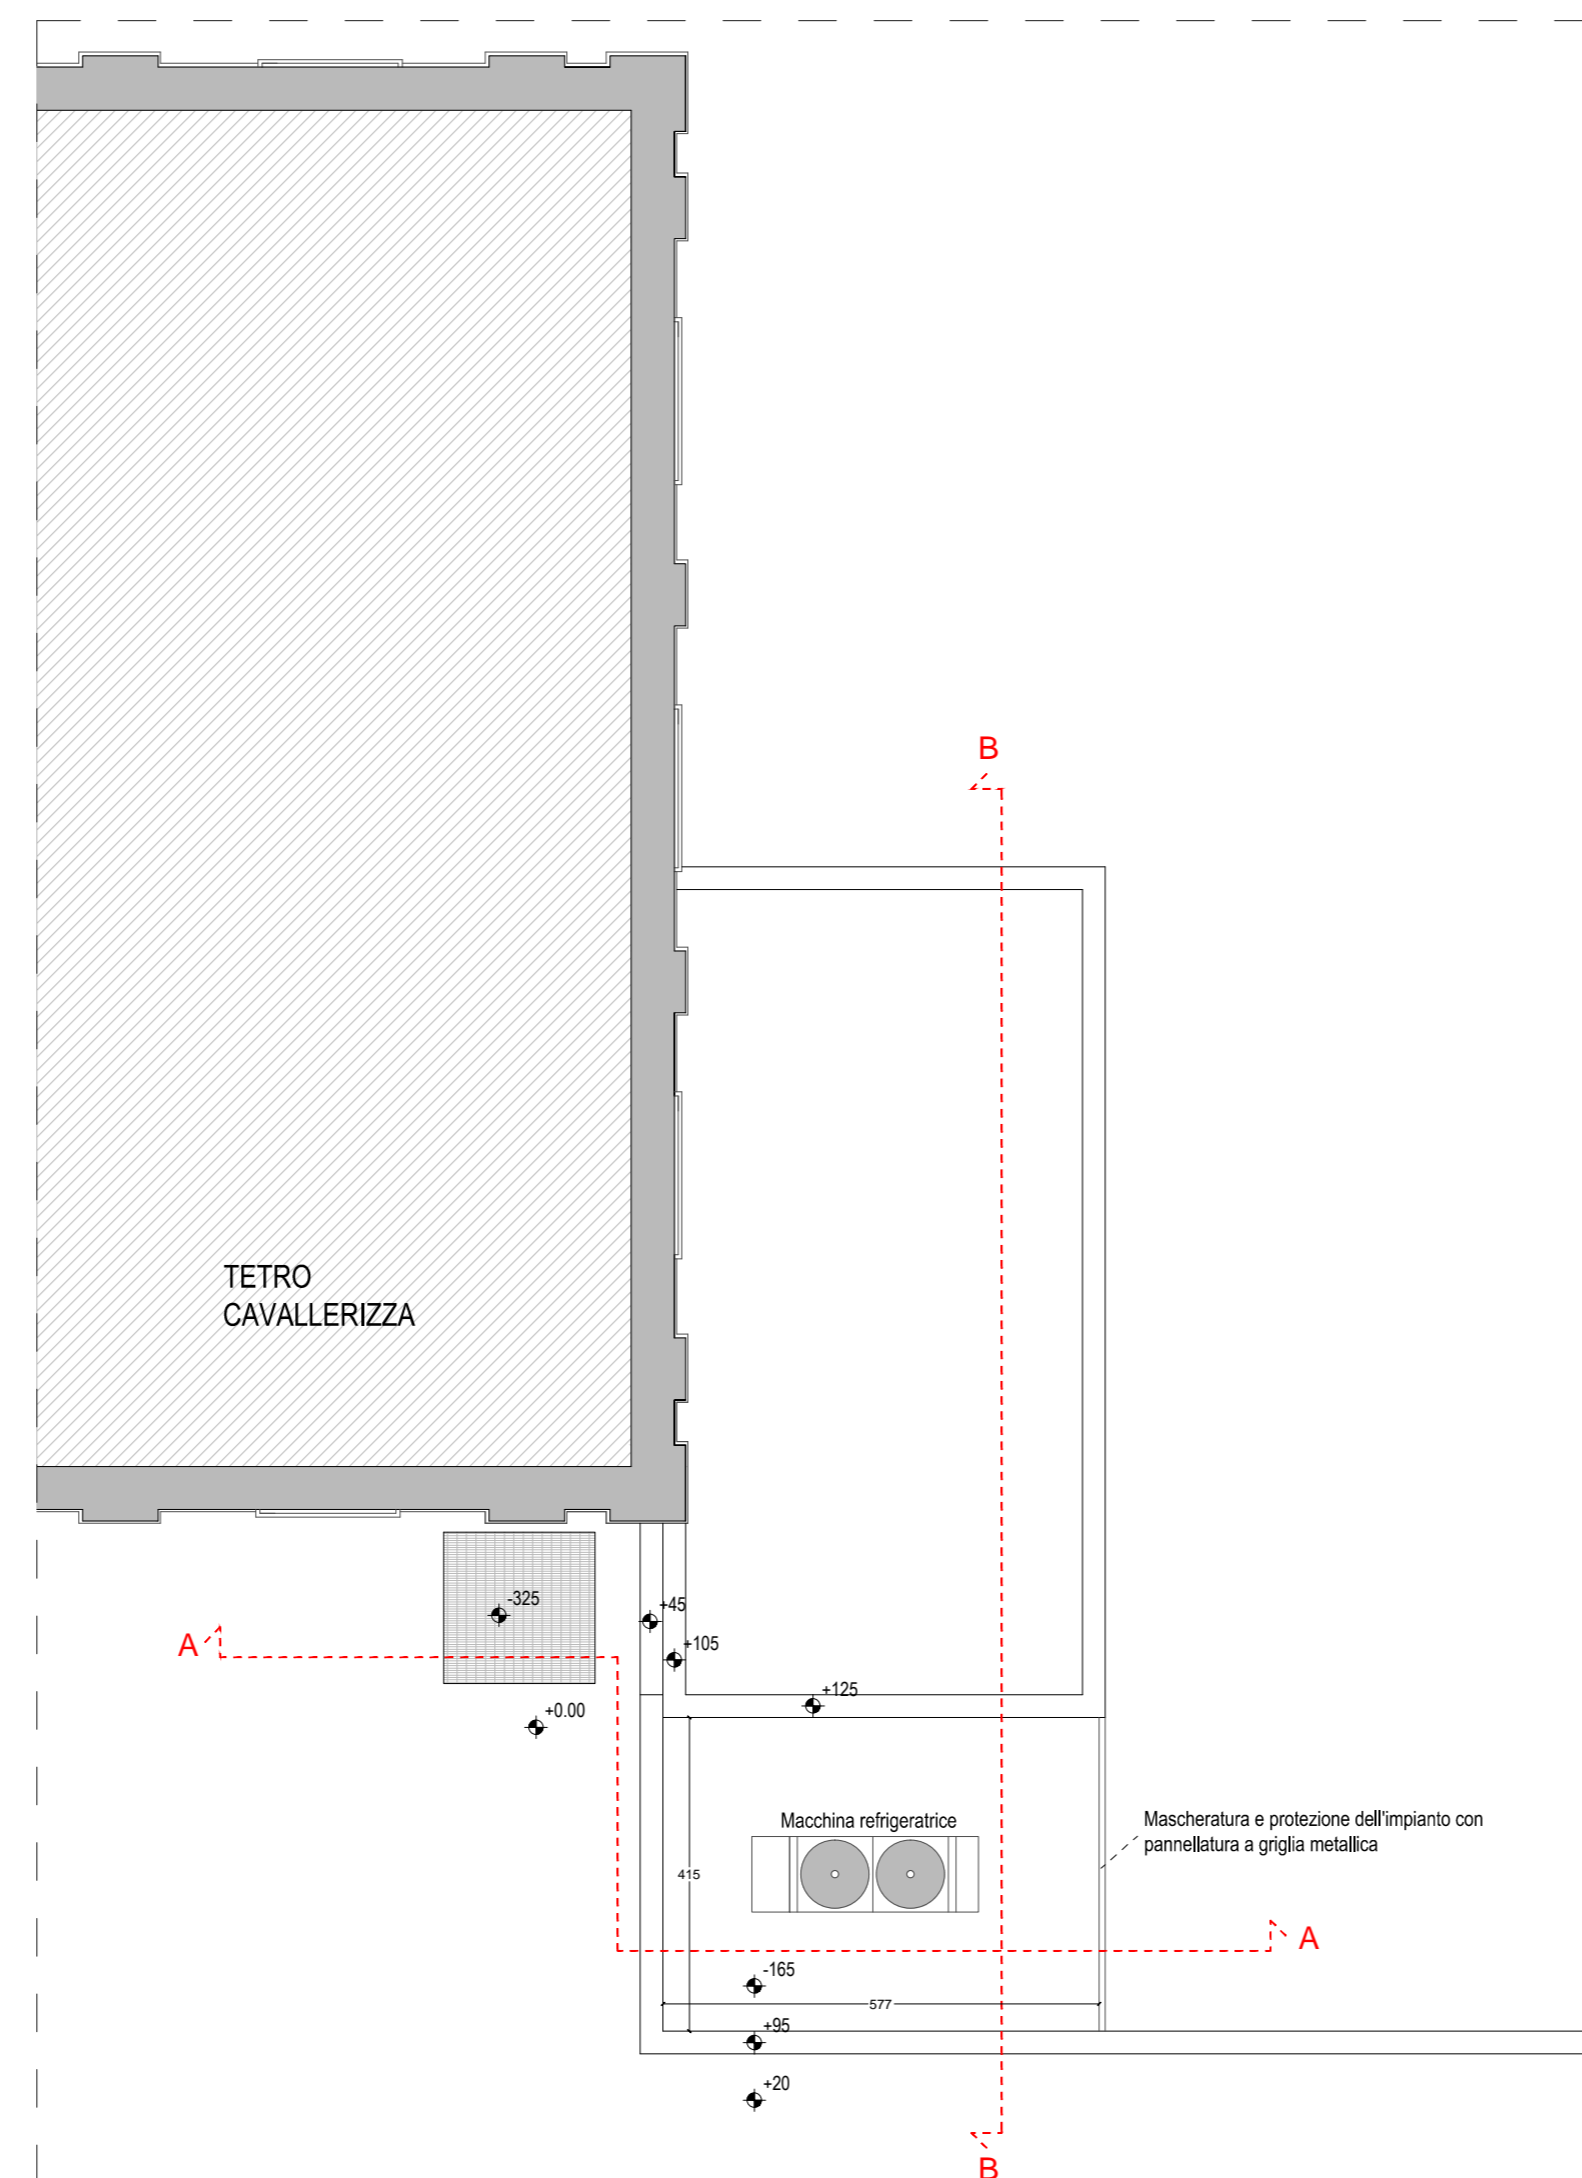 B
TETRO
CAVALLERIZZA
-325
+45
A
+105
+125
+0.00
Macchina refrigeratrice
Mascheratura e protezione dell'impianto con
pannellatura a griglia metallica
415
A
-165
577
+95
+20
B